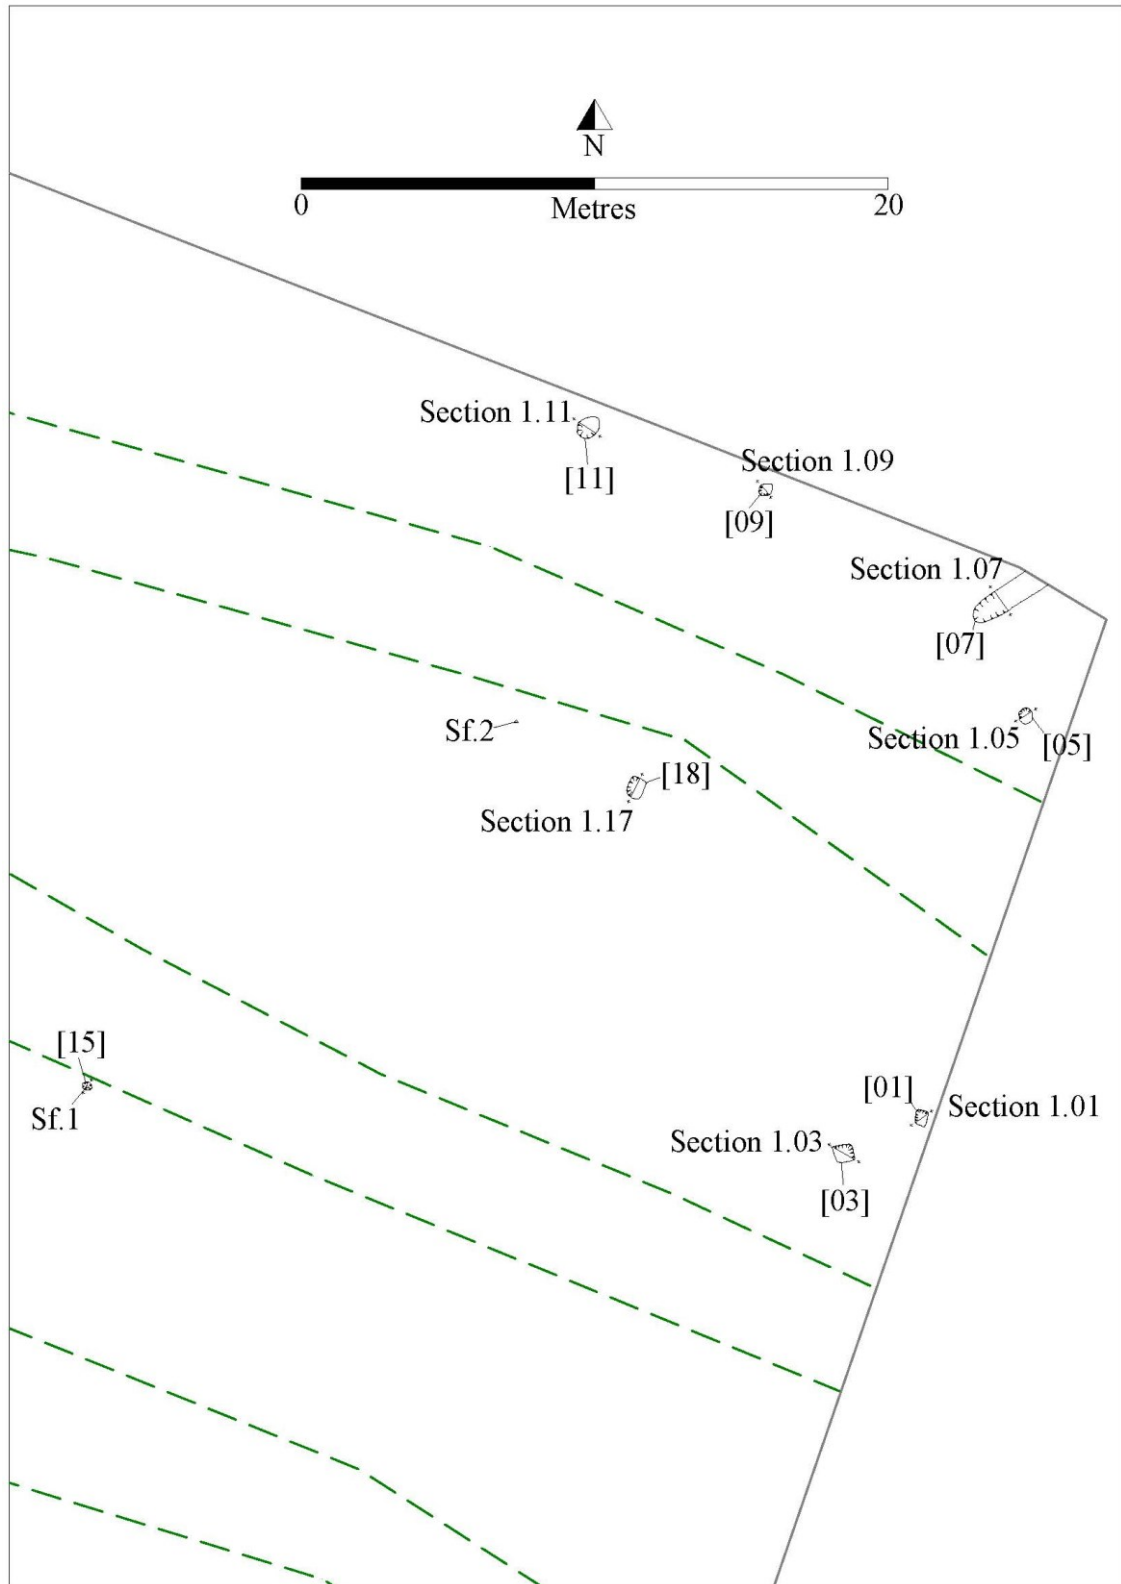 N
0 20
Metres
Section 1.11
[11]
Section 1.09
[09]
Section 1.07
[07]
Section 1.05
[05]
Sf.2
[18]
Section 1.17
[15]
Sf.1
[01]
Section 1.01
Section 1.03
[03]